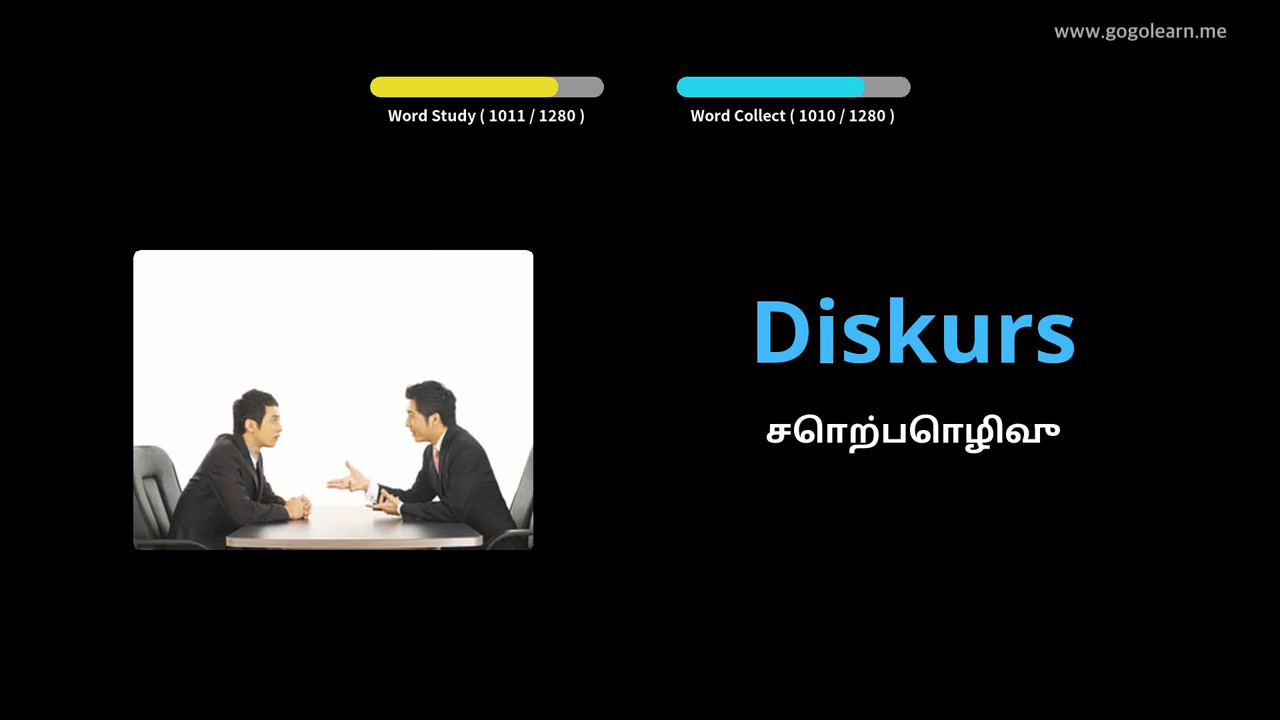 www.gogolearn.me
Word Study ( 1011 / 1280 )
Word Collect ( 1010 / 1280 )
Diskurs
சொற்பொழிவு